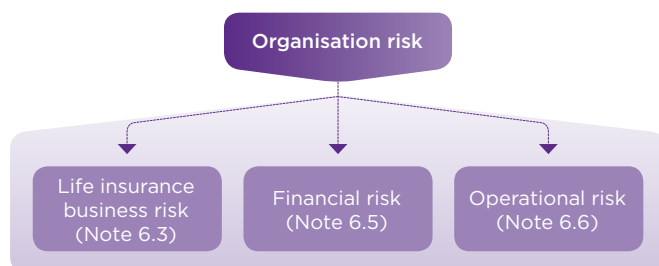 Organisation risk
Life insurance
business risk
(Note 6.3)
Financial risk
(Note 6.5)
Operational risk
(Note 6.6)